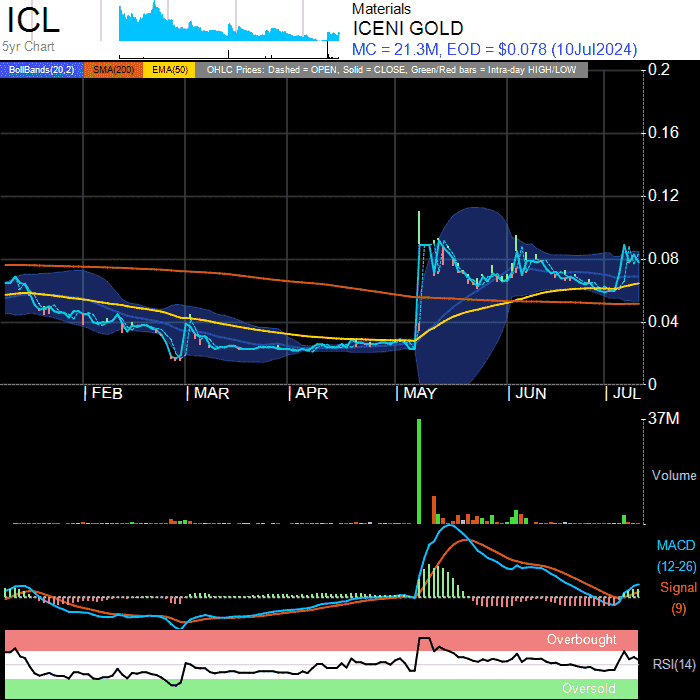 ICL
5yr Chart
Materials
ICENI GOLD
MC = 21.3M, EOD = $0.078 (10Jul2024)
BollBands(20,2) SMA(200) EMA(50) OHLC Prices: Dashed = OPEN, Solid = CLOSE, Green/Red bars = Intra-day HIGH/LOW
0.2
0.16
0.12
0.08
0.04
0
FEB MAR APR MAY JUN JUL
37M
Volume
MACD
(12-26)
Signal
(9)
Overbought
RSI(14)
Oversold